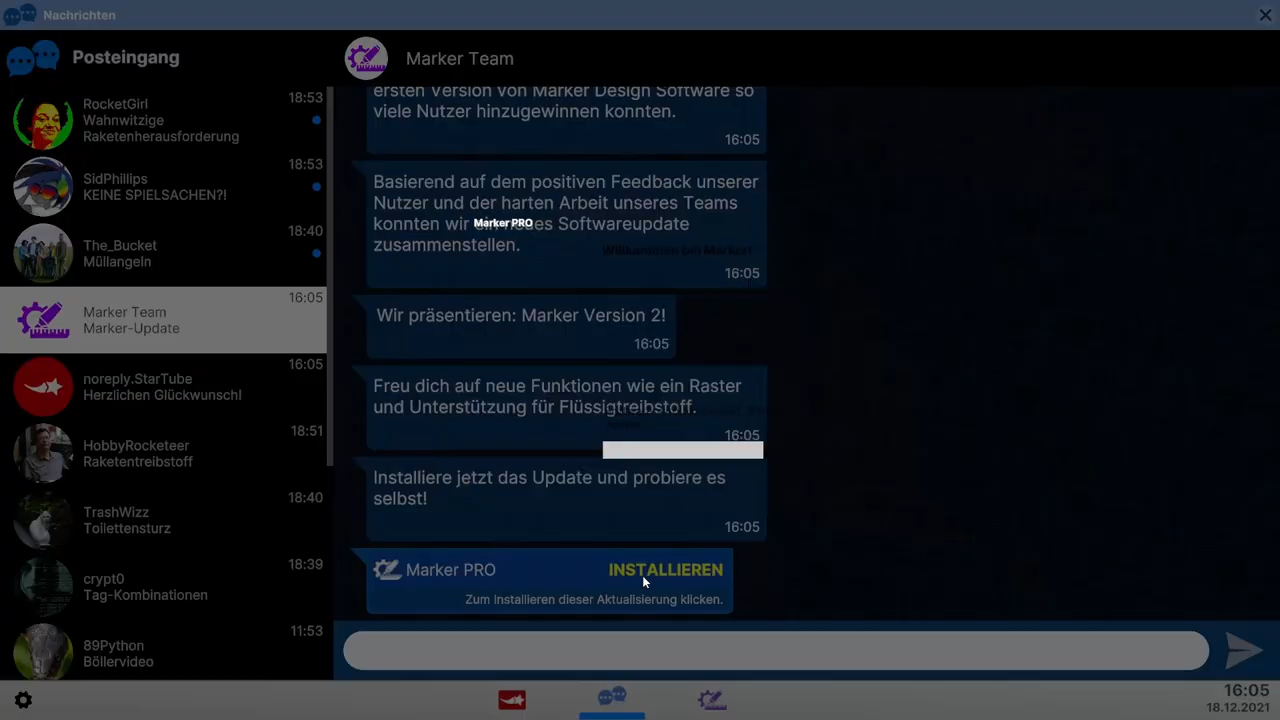 Nachrichten
Posteingang
RocketGirl
18:53
Wahnwitzige
Raketenherausforderung
SidPhillips
18:53
KEINE SPIELSACHEN?!
The_Bucket
18:40
Müllangeln
Marker Team
16:05
Marker-Update
noreply.StarTube
16:05
Herzlichen Glückwunsch!
HobbyRocketeer
18:51
Raketentreibstoff
TrashWizz
18:40
Toilettensturz
crypt0
18:39
Tag-Kombinationen
89Python
11:53
Böllervideo
Marker Team
ersten Version von Marker Design Software so
viele Nutzer hinzugewinnen konnten.
16:05
Basierend auf dem positiven Feedback unserer
Nutzer und der harten Arbeit unseres Teams
konnten wir ein neues Softwareupdate
zusammenstellen.
16:05
Marker PRO
Willkommen bei Marker!
Wir präsentieren: Marker Version 2!
16:05
Freu dich auf neue Funktionen wie ein Raster
und Unterstützung für Flüssigtreibstoff.
16:05
Installiere jetzt das Update und probiere es
selbst!
16:05
Marker PRO
INSTALLIEREN
Zum Installieren dieser Aktualisierung klicken.
16:05
18.12.2021